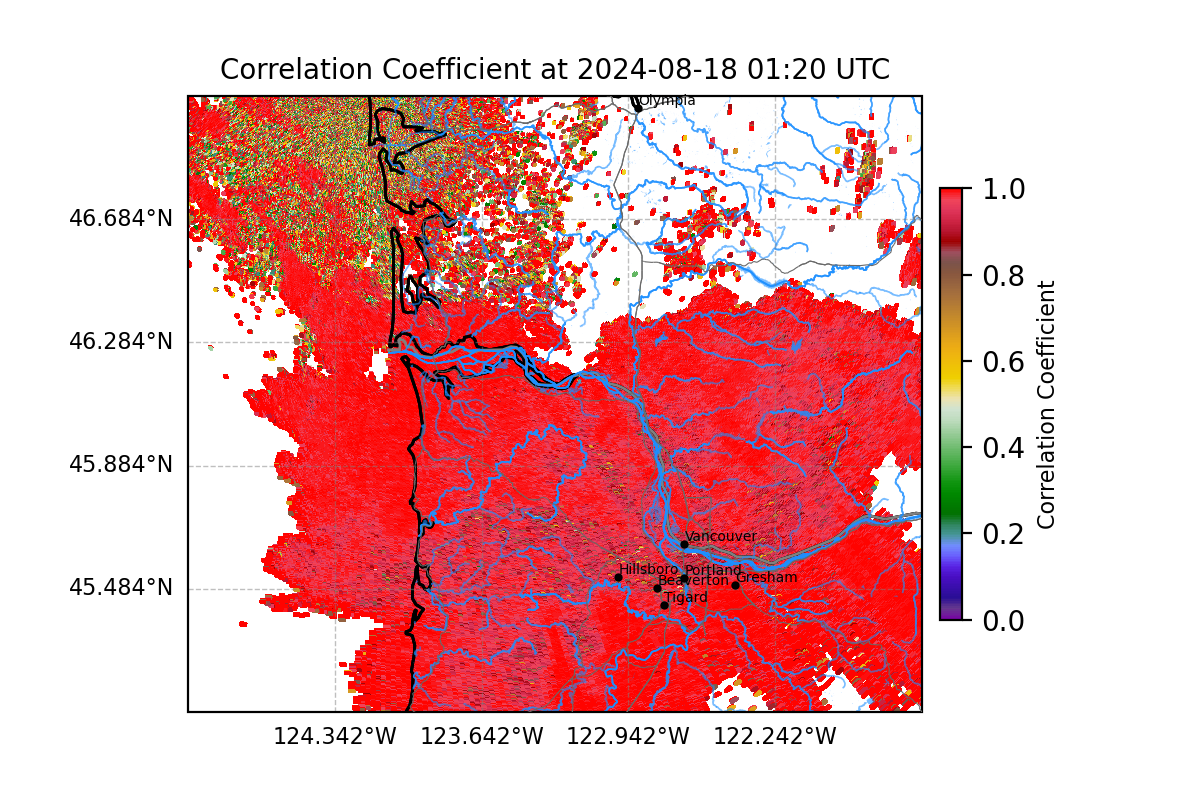 Correlation Coefficient at 2024-08-18 01:20 UTC
Olympia
46.684°N
46.284°N
45.884°N
45.484°N
Vancouver
Hillsboro
Portland
Beaverton
Gresham
Tigard
124.342°W
123.642°W
122.942°W
122.242°W
1.0
0.8
0.6
0.4
0.2
0.0
Correlation Coefficient